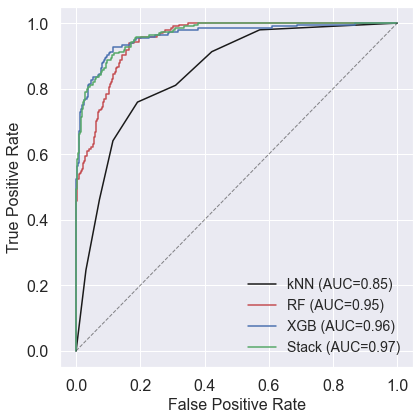 1.0
0.8
0.6
0.4
0.2
0.0
True Positive Rate
kNN (AUC=0.85)
RF (AUC=0.95)
XGB (AUC=0.96)
Stack (AUC=0.97)
0.0 0.2 0.4 0.6 0.8 1.0
False Positive Rate